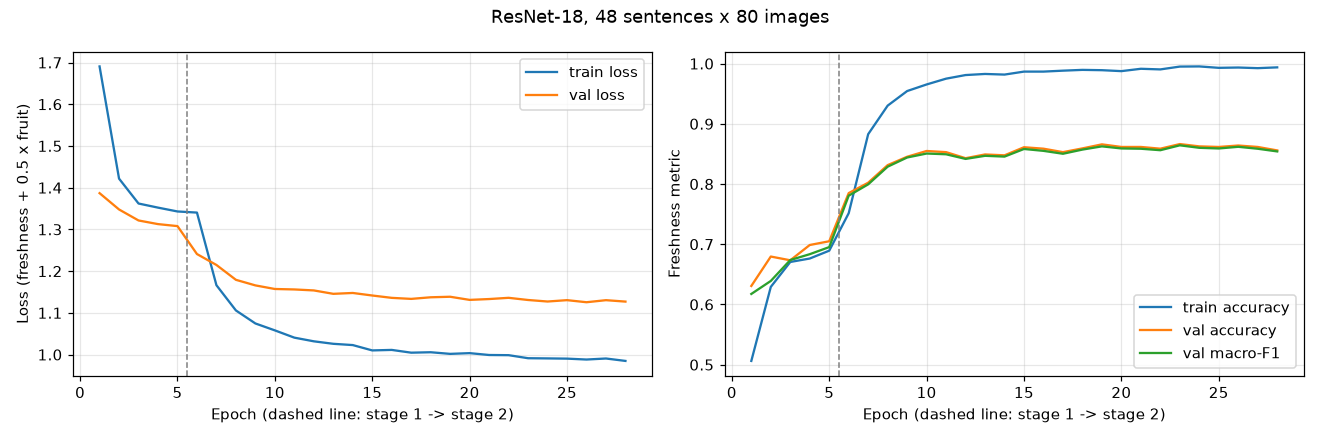 ResNet-18, 48 sentences x 80 images
Loss (freshness + 0.5 x fruit)
1.7
1.6
1.5
1.4
1.3
1.2
1.1
1.0
train loss
val loss
0 5 10 15 20 25
Epoch (dashed line: stage 1 -> stage 2)
Freshness metric
1.0
0.9
0.8
0.7
0.6
0.5
train accuracy
val accuracy
val macro-F1
0 5 10 15 20 25
Epoch (dashed line: stage 1 -> stage 2)